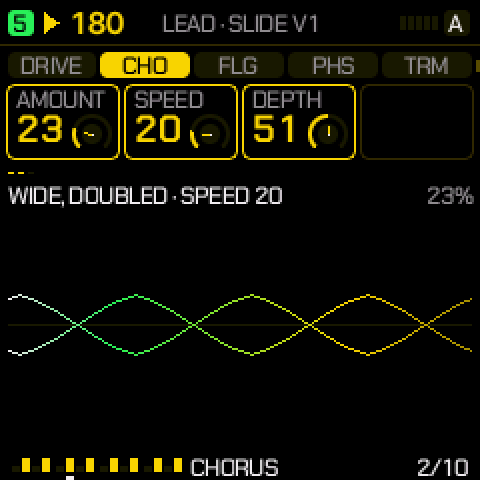 5 180 LEAD · SLIDE V1 A
DRIVE CHO FLG PHS TRM
AMOUNT SPEED DEPTH
23 20 51
WIDE, DOUBLED · SPEED 20 23%
CHORUS 2/10